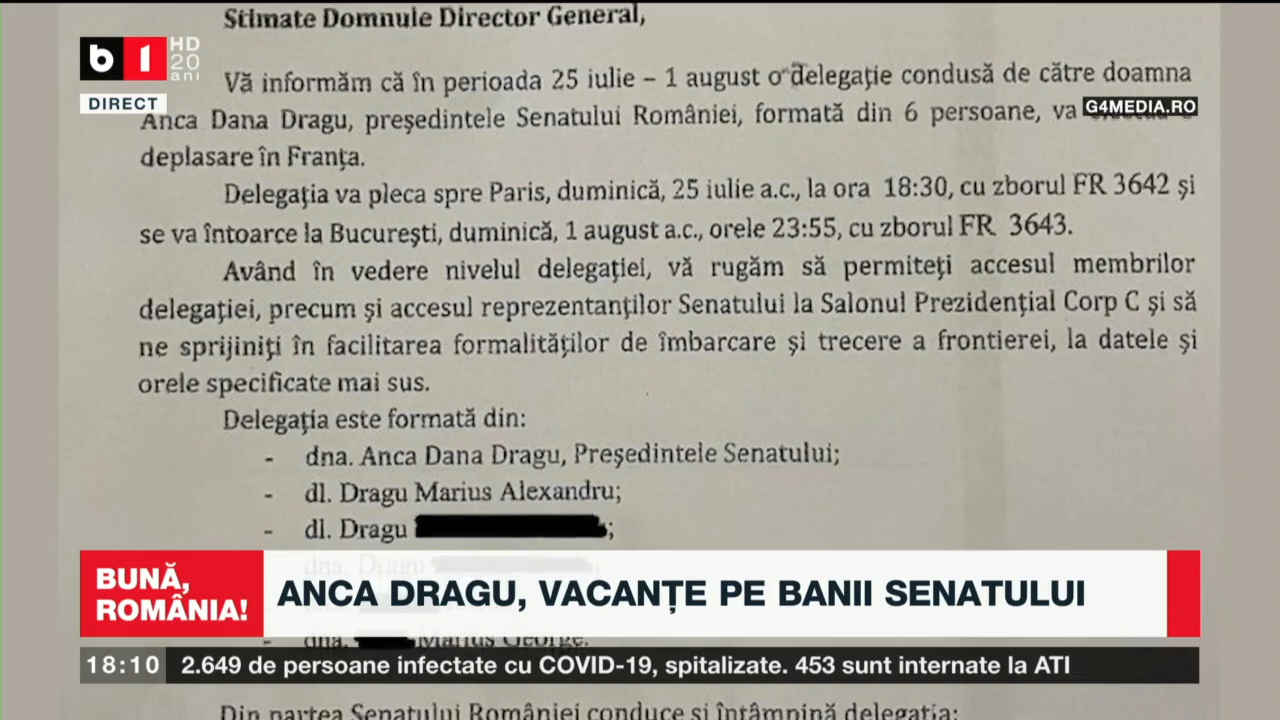 Stimate Domnule Director General,
b 1 HD 20 ani
DIRECT
Vă informăm că în perioada 25 iulie – 1 august o delegație condusă de către doamna
G4MEDIA.RO
Anca Dana Dragu, președintele Senatului României, formată din 6 persoane, va
deplasare în Franța.
Delegația va pleca spre Paris, duminică, 25 iulie a.c., la ora 18:30, cu zborul FR 3642 și
se va întoarce la București, duminică, 1 august a.c., orele 23:55, cu zborul FR 3643.
Având în vedere nivelul delegației, vă rugăm să permiteți accesul membrilor
delegației, precum și accesul reprezentanților Senatului la Salonul Prezidențial Corp C și să
ne sprijiniți în facilitarea formalităților de îmbarcare și trecere a frontierei, la datele și
orele specificate mai sus.
Delegația este formată din:
- dna. Anca Dana Dragu, Președintele Senatului;
- dl. Dragu Marius Alexandru;
- dl. Dragu ;
dna. Dragu
BUNĂ, ROMÂNIA!
ANCA DRAGU, VACANȚE PE BANII SENATULUI
- dna. Marius George.
18:10 2.649 de persoane infectate cu COVID-19, spitalizate. 453 sunt internate la ATI
Din partea Senatului României conduce și întâmpină delegația: